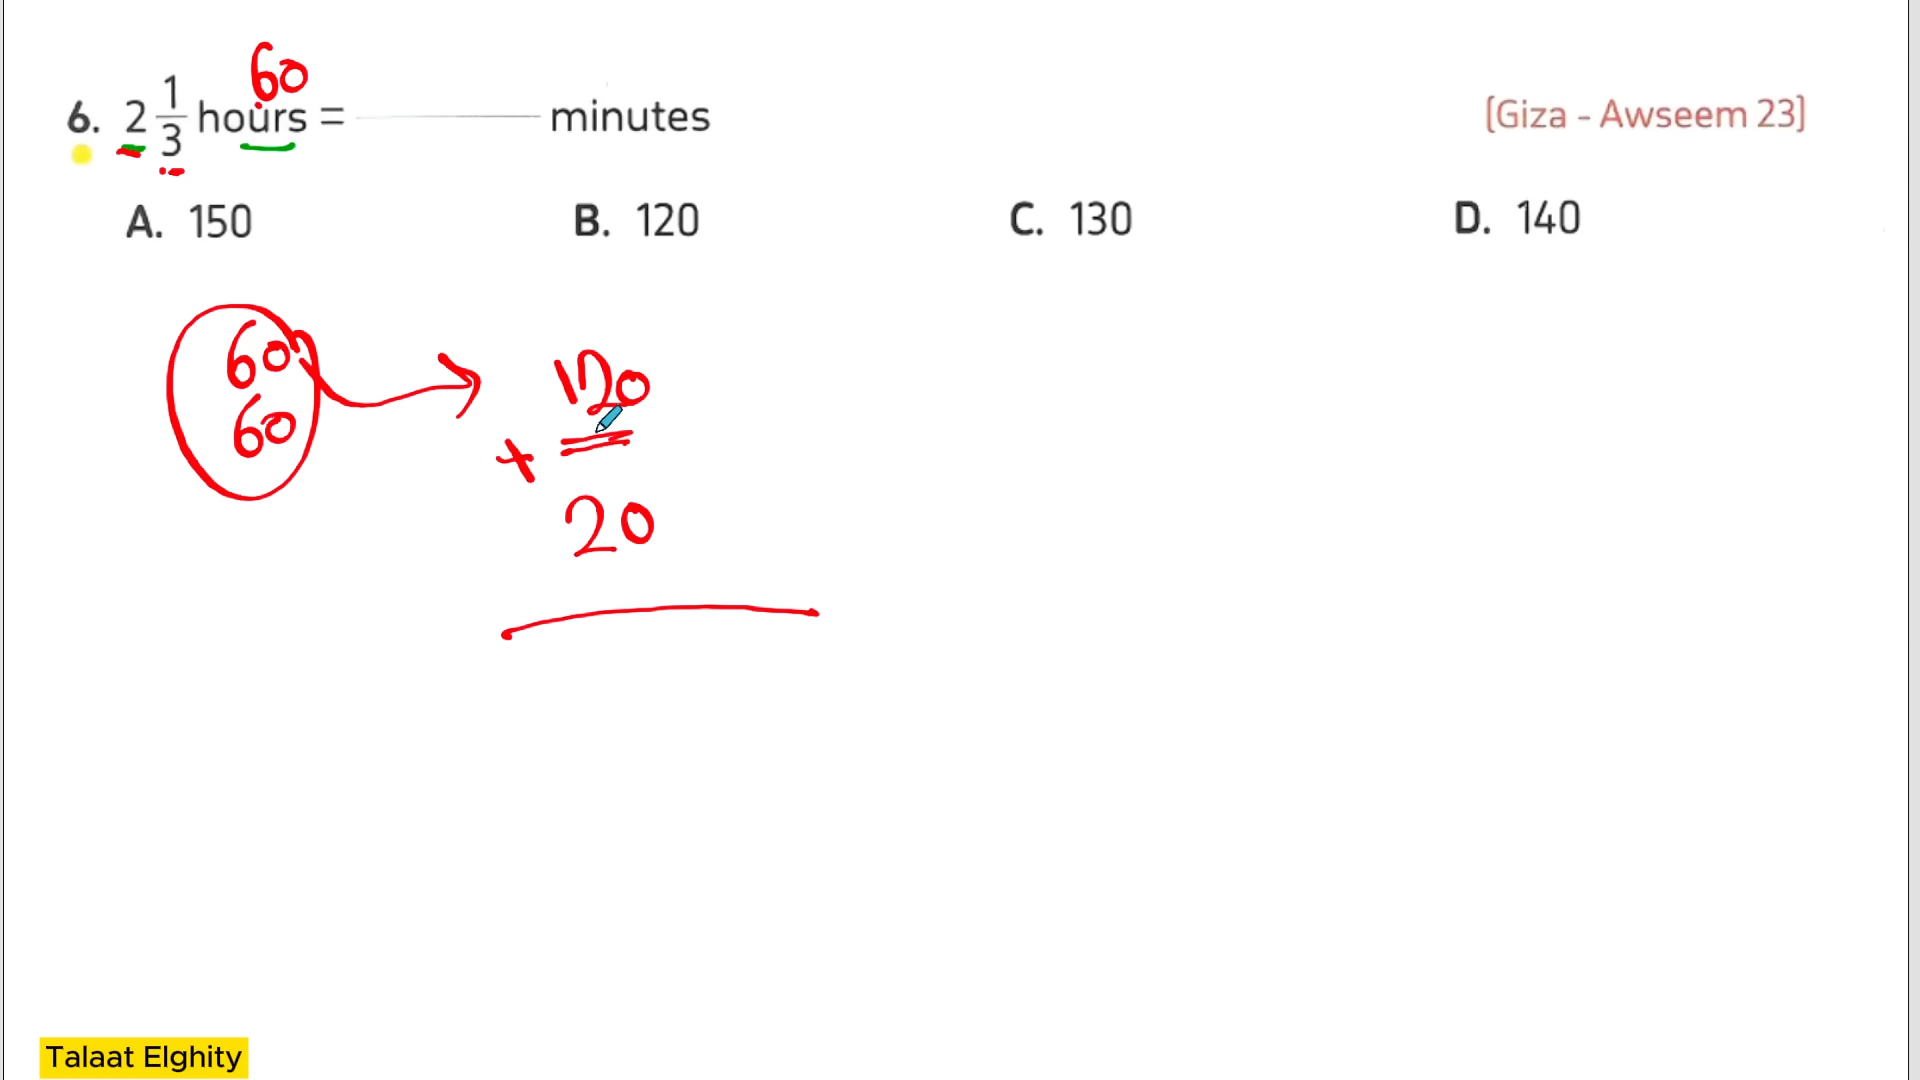 60
6. 2 1/3 hours = ________ minutes [Giza - Awseem 23]
A. 150 B. 120 C. 130 D. 140
60
60
120
+
20
Talaat Elghity